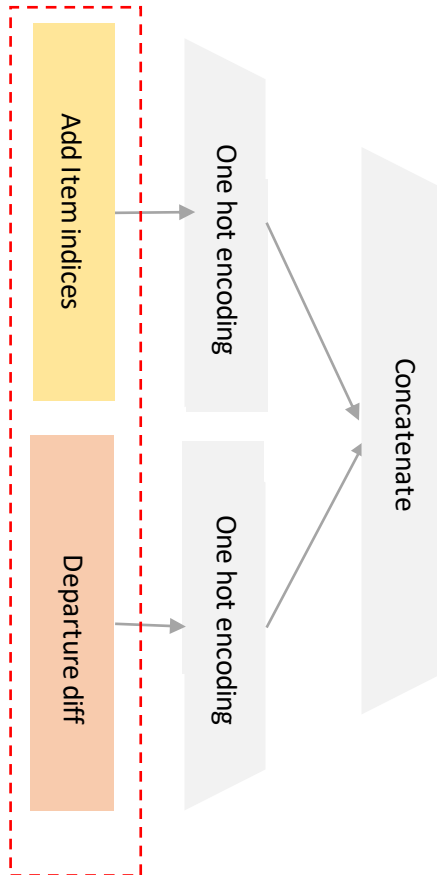 Add Item indices
One hot encoding
Concatenate
Departure diff
One hot encoding